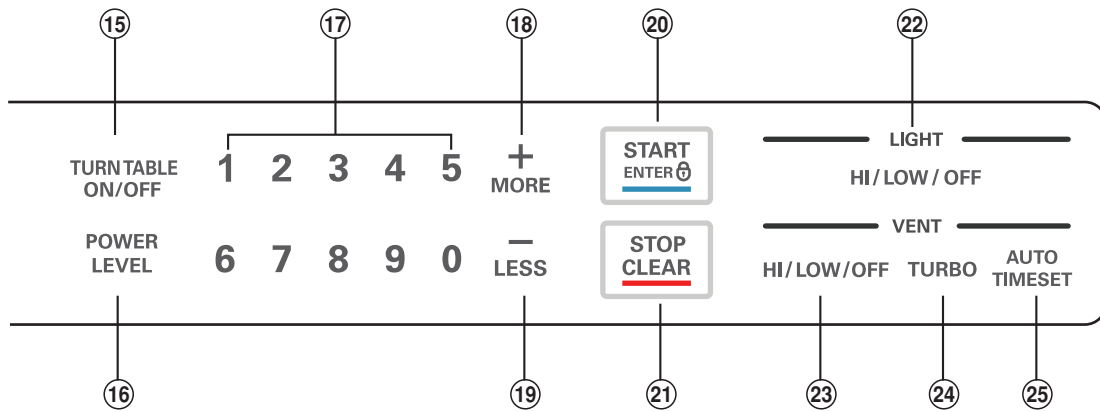 15 17 18 20 22
TURNTABLE
ON/OFF
1 2 3 4 5
+
MORE
START
ENTER
LIGHT
HI / LOW / OFF
POWER
LEVEL
6 7 8 9 0
–
LESS
STOP
CLEAR
VENT
HI / LOW / OFF
TURBO
AUTO
TIMESET
16 19 21 23 24 25